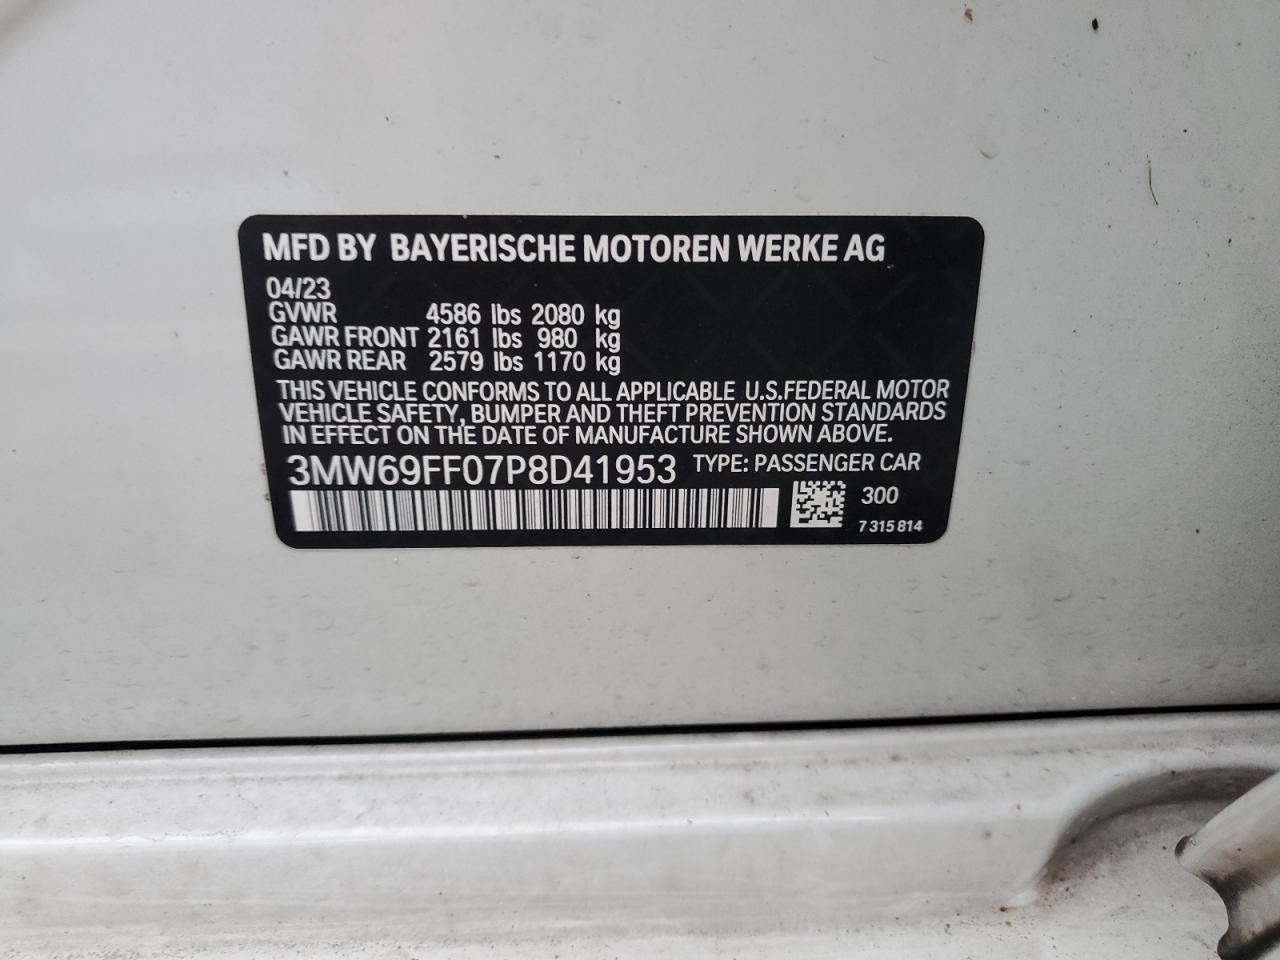 MFD BY BAYERISCHE MOTOREN WERKE AG
04/23
GVWR 4586 lbs 2080 kg
GAWR FRONT 2161 lbs 980 kg
GAWR REAR 2579 lbs 1170 kg
THIS VEHICLE CONFORMS TO ALL APPLICABLE U.S.FEDERAL MOTOR
VEHICLE SAFETY, BUMPER AND THEFT PREVENTION STANDARDS
IN EFFECT ON THE DATE OF MANUFACTURE SHOWN ABOVE.
3MW69FF07P8D41953 TYPE: PASSENGER CAR
300
7 315 814